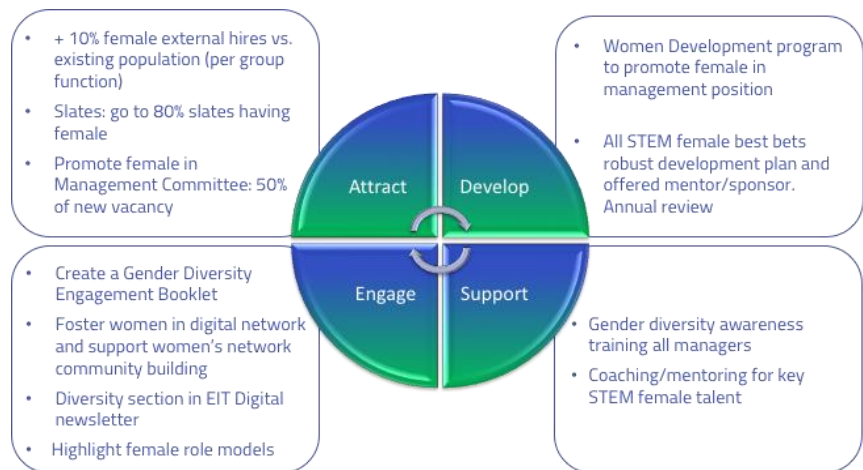 • + 10% female external hires vs.
existing population (per group
function)
• Slates: go to 80% slates having
female
• Promote female in
Management Committee: 50%
of new vacancy
• Women Development program
to promote female in
management position
• All STEM female best bets
robust development plan and
offered mentor/sponsor.
Annual review
Attract
Develop
Engage
Support
• Create a Gender Diversity
Engagement Booklet
• Foster women in digital network
and support women's network
community building
• Diversity section in EIT Digital
newsletter
• Highlight female role models
• Gender diversity awareness
training all managers
• Coaching/mentoring for key
STEM female talent